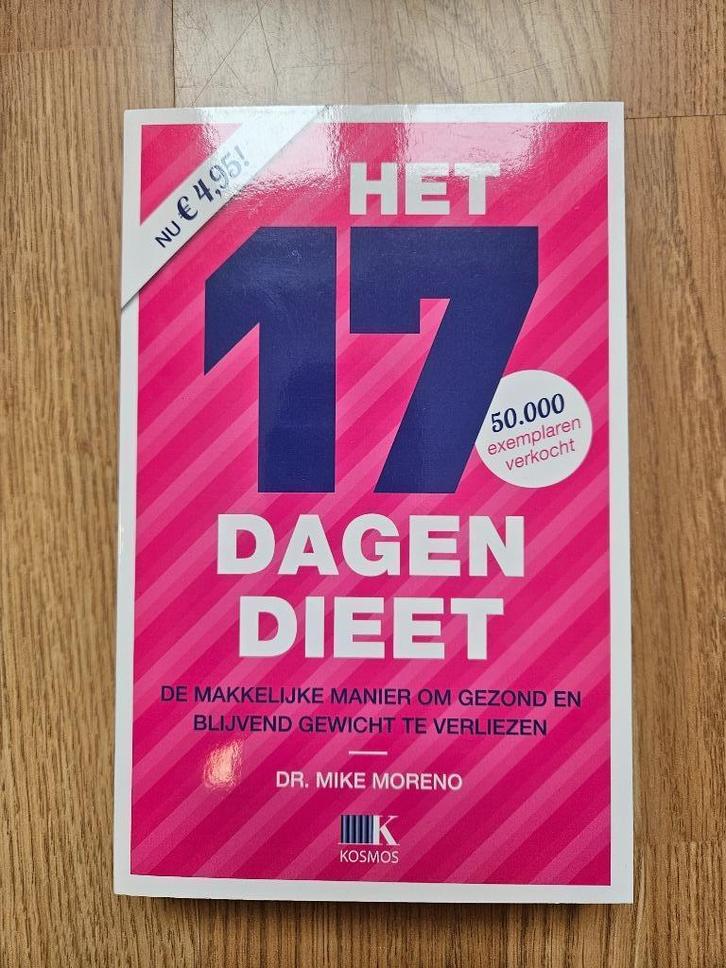 NU € 4,95!
HET
17
50.000
exemplaren
verkocht
DAGEN
DIEET
DE MAKKELIJKE MANIER OM GEZOND EN
BLIJVEND GEWICHT TE VERLIEZEN
DR. MIKE MORENO
K
KOSMOS